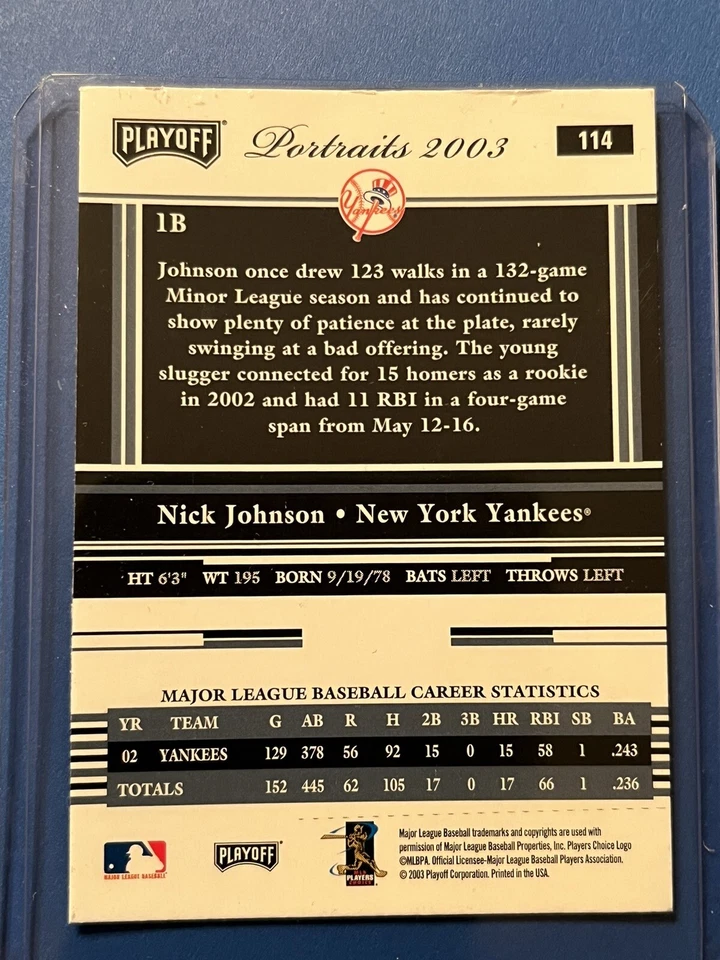 PLAYOFF® Portraits 2003 114
Yankees
1B
Johnson once drew 123 walks in a 132-game
Minor League season and has continued to
show plenty of patience at the plate, rarely
swinging at a bad offering. The young
slugger connected for 15 homers as a rookie
in 2002 and had 11 RBI in a four-game
span from May 12-16.
Nick Johnson • New York Yankees®
HT 6'3" WT 195 BORN 9/19/78 BATS LEFT THROWS LEFT
MAJOR LEAGUE BASEBALL CAREER STATISTICS
YR TEAM G AB R H 2B 3B HR RBI SB BA
02 YANKEES 129 378 56 92 15 0 15 58 1 .243
TOTALS 152 445 62 105 17 0 17 66 1 .236
MAJOR LEAGUE BASEBALL
PLAYOFF
MLB PLAYERS CHOICE
Major League Baseball trademarks and copyrights are used with
permission of Major League Baseball Properties, Inc. Players Choice Logo
©MLBPA. Official Licensee-Major League Baseball Players Association.
© 2003 Playoff Corporation. Printed in the USA.